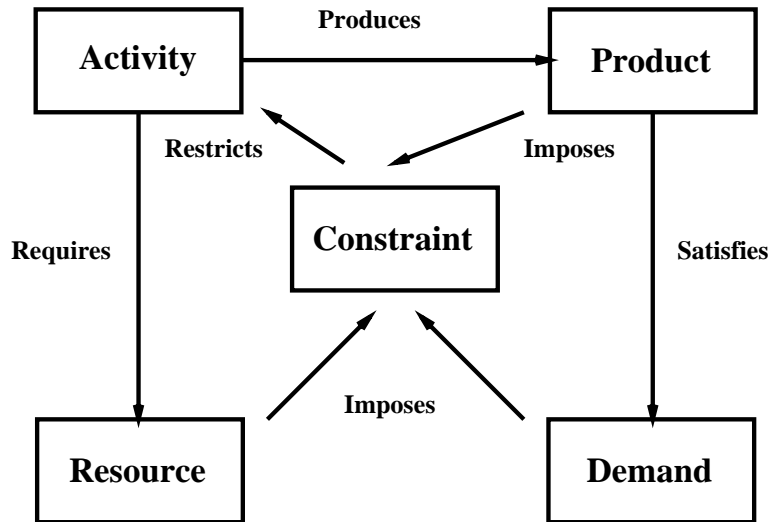 Produces
Activity
Product
Restricts
Imposes
Constraint
Requires
Satisfies
Imposes
Resource
Demand